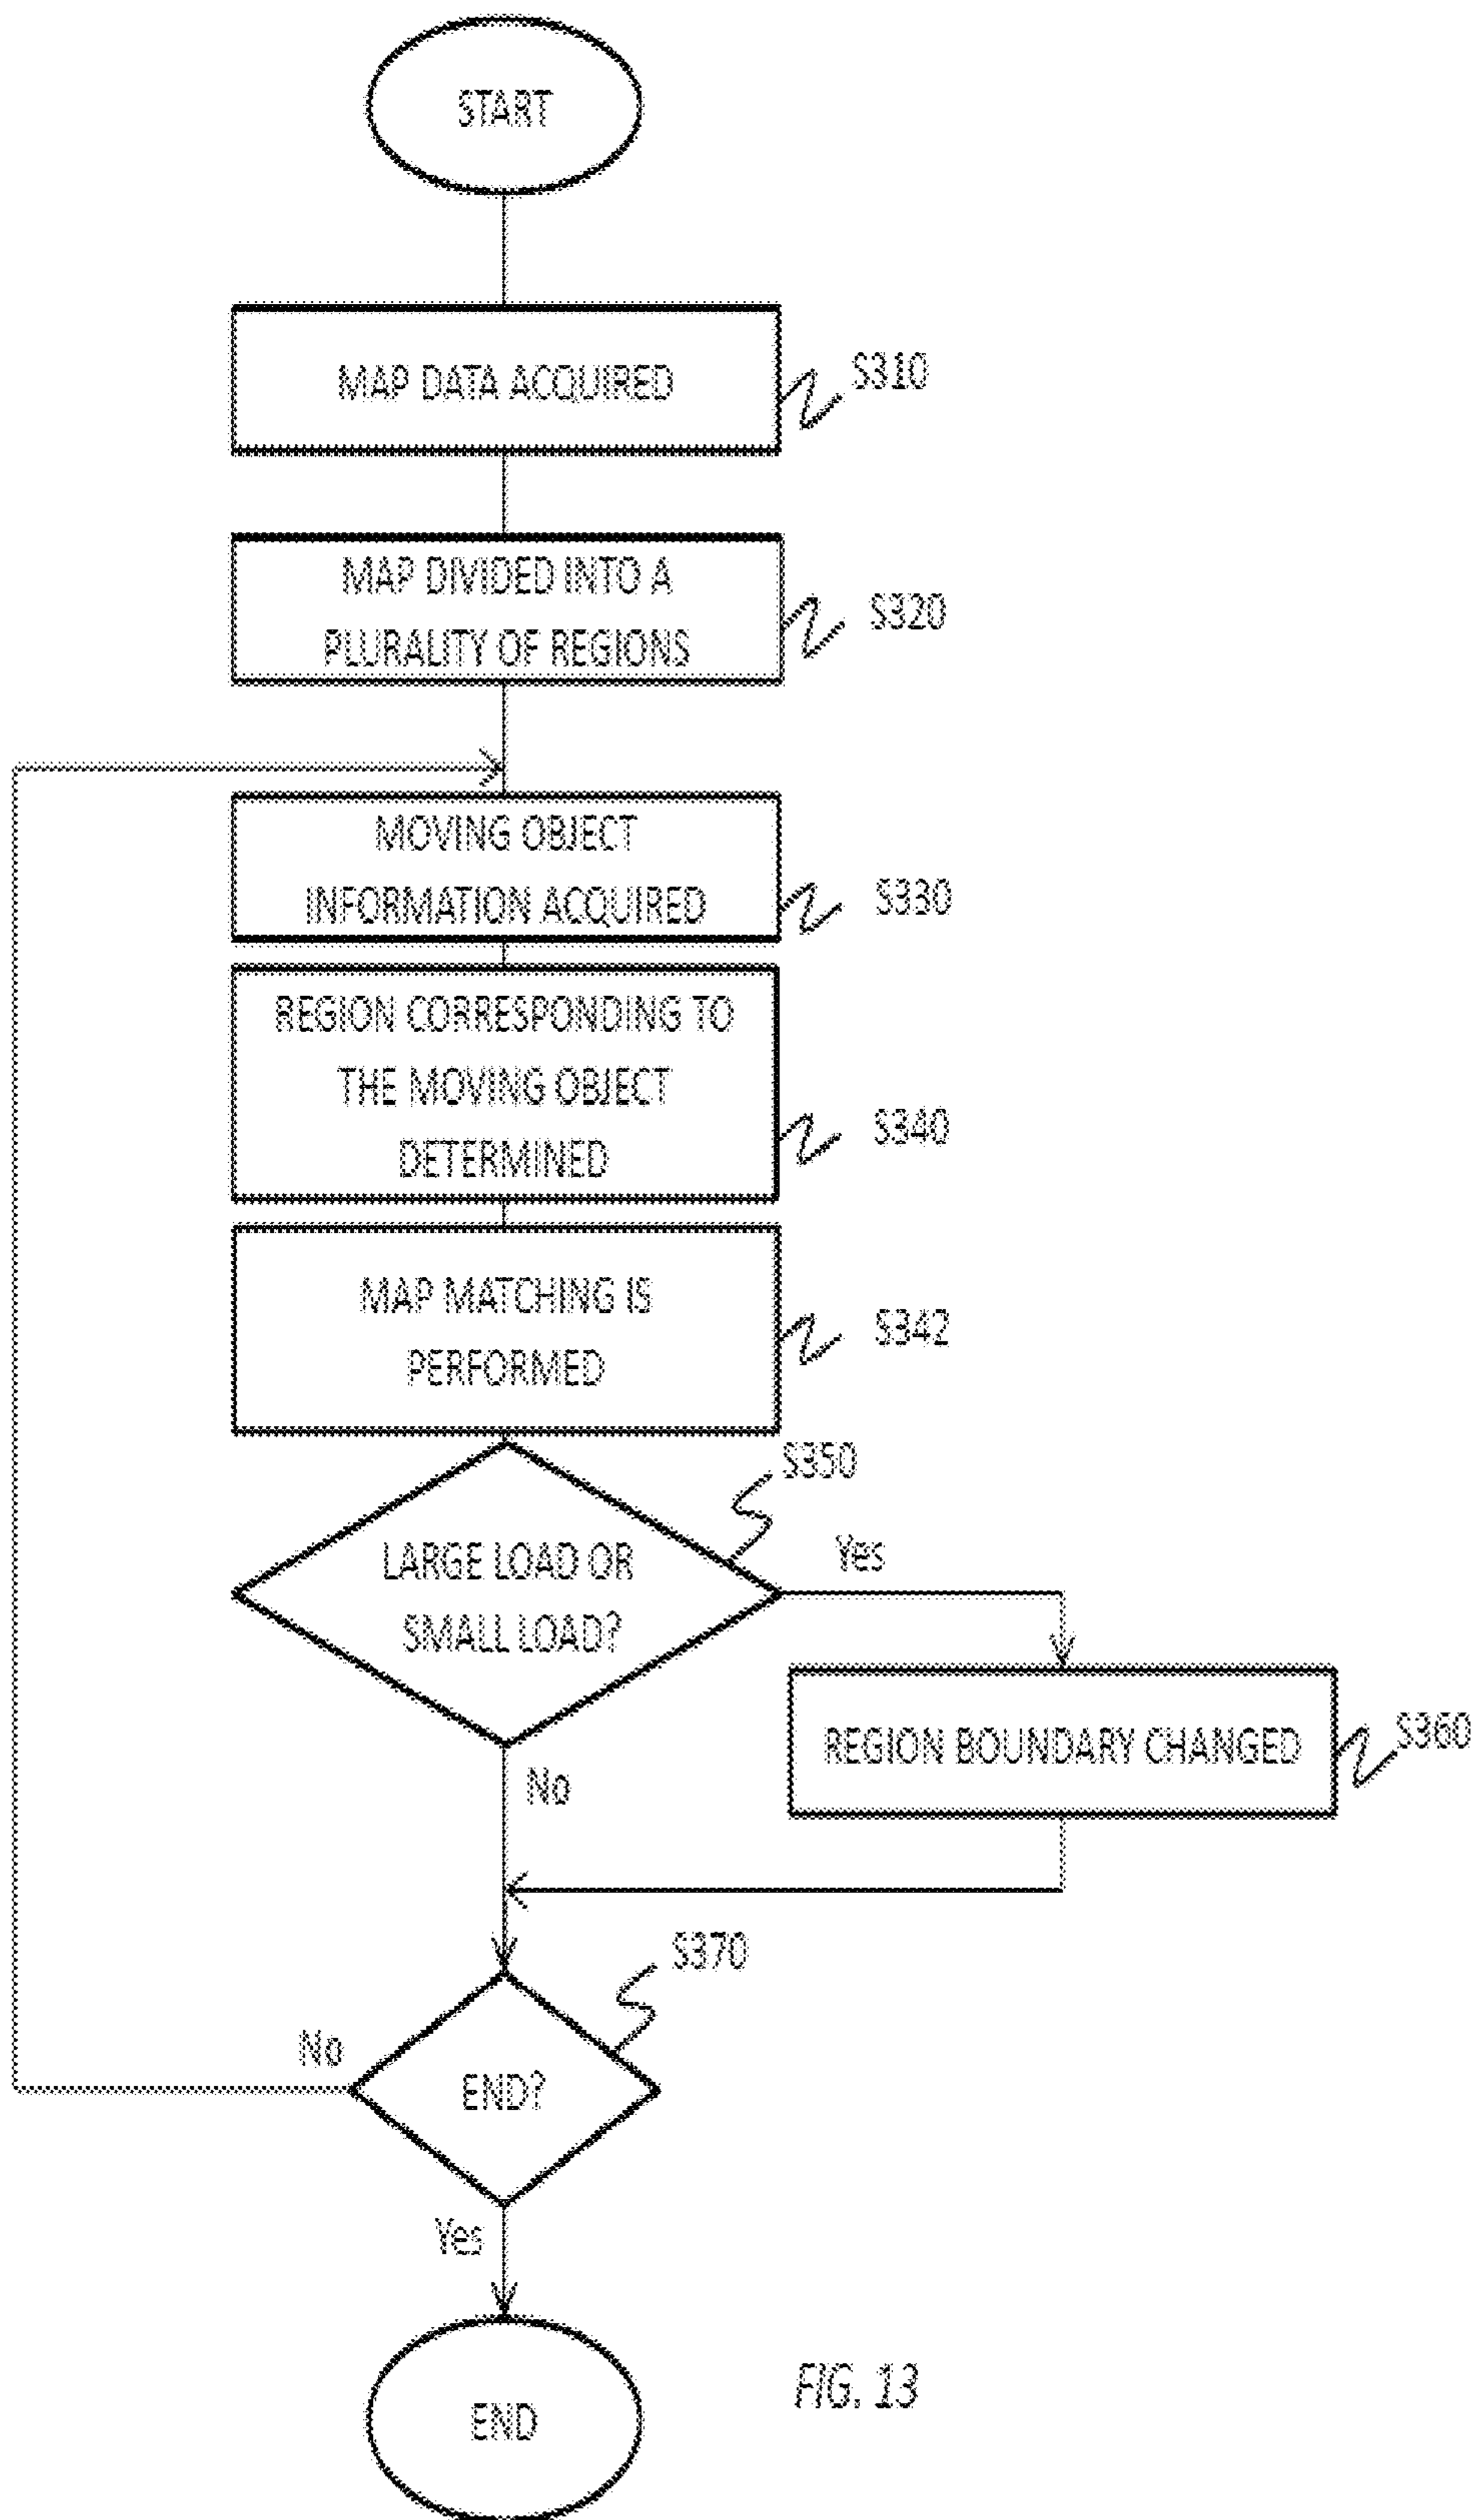 START
MAP DATA ACQUIRED
S310
MAP DIVIDED INTO A
PLURALITY OF REGIONS
S320
MOVING OBJECT
INFORMATION ACQUIRED
S330
REGION CORRESPONDING TO
THE MOVING OBJECT
DETERMINED
S340
MAP MATCHING IS
PERFORMED
S342
S350
LARGE LOAD OR
SMALL LOAD?
Yes
REGION BOUNDARY CHANGED
S360
No
S370
No
END?
Yes
END
FIG. 13